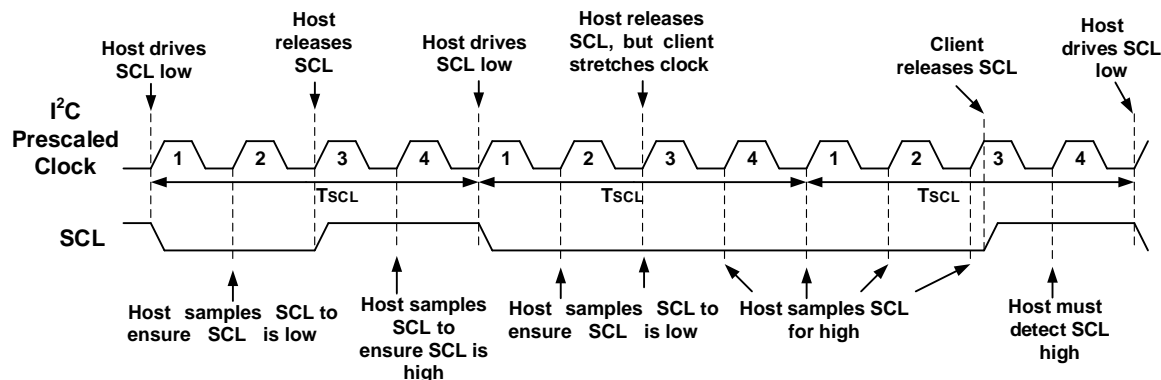 Host drives
SCL low
Host
releases
SCL
Host drives
SCL low
Host releases
SCL, but client
stretches clock
Client
releases SCL
Host
drives SCL
low
I2C
Prescaled
Clock
1 2 3 4 1 2 3 4 1 2 3 4
TSCL TSCL TSCL
SCL
Host samples SCL to
ensure SCL is low
Host samples
SCL to
ensure SCL is
high
Host samples SCL to
ensure SCL is low
Host samples SCL
for high
Host must
detect SCL
high